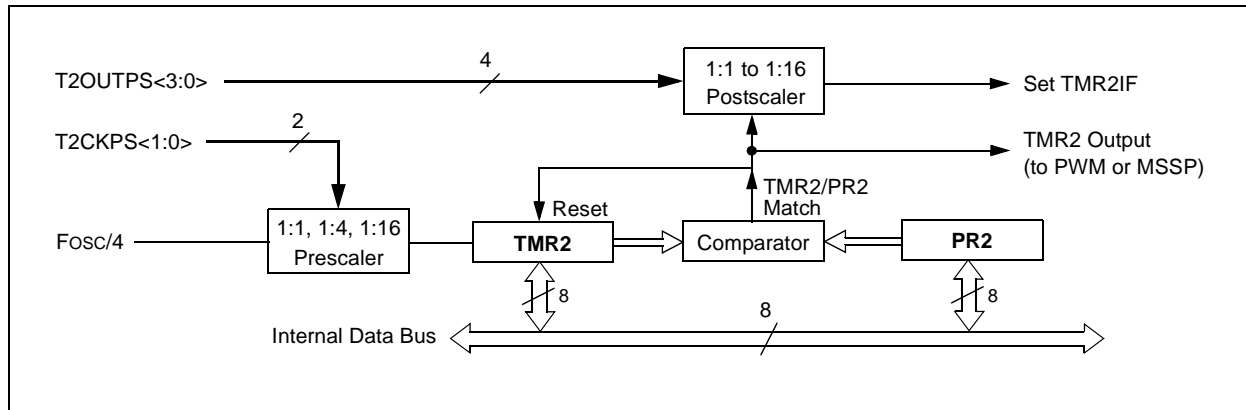 T2OUTPS<3:0>
4
1:1 to 1:16
Postscaler
Set TMR2IF
T2CKPS<1:0>
2
TMR2 Output
(to PWM or MSSP)
TMR2/PR2
Match
Reset
FOSC/4
1:1, 1:4, 1:16
Prescaler
TMR2
Comparator
PR2
8
8
8
Internal Data Bus